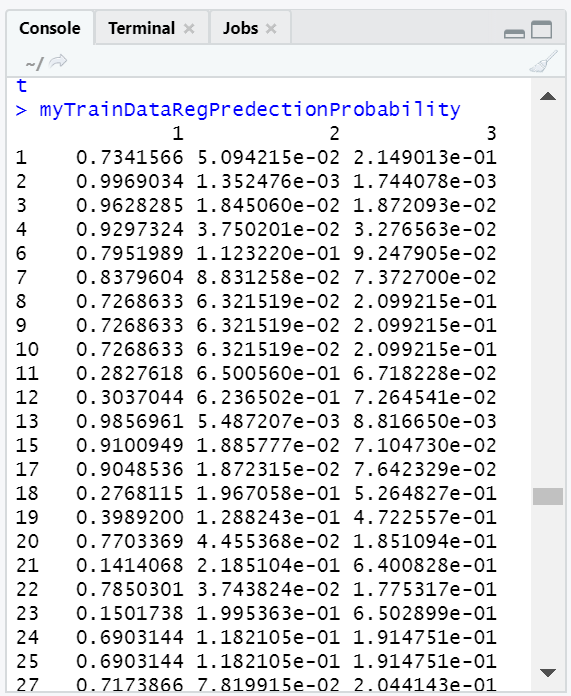 Console Terminal Jobs
~/
t
> myTrainDataRegPredectionProbability
1 2 3
1 0.7341566 5.094215e-02 2.149013e-01
2 0.9969034 1.352476e-03 1.744078e-03
3 0.9628285 1.845060e-02 1.872093e-02
4 0.9297324 3.750201e-02 3.276563e-02
6 0.7951989 1.123220e-01 9.247905e-02
7 0.8379604 8.831258e-02 7.372700e-02
8 0.7268633 6.321519e-02 2.099215e-01
9 0.7268633 6.321519e-02 2.099215e-01
10 0.7268633 6.321519e-02 2.099215e-01
11 0.2827618 6.500560e-01 6.718228e-02
12 0.3037044 6.236502e-01 7.264541e-02
13 0.9856961 5.487207e-03 8.816650e-03
15 0.9100949 1.885777e-02 7.104730e-02
17 0.9048536 1.872315e-02 7.642329e-02
18 0.2768115 1.967058e-01 5.264827e-01
19 0.3989200 1.288243e-01 4.722557e-01
20 0.7703369 4.455368e-02 1.851094e-01
21 0.1414068 2.185104e-01 6.400828e-01
22 0.7850301 3.743824e-02 1.775317e-01
23 0.1501738 1.995363e-01 6.502899e-01
24 0.6903144 1.182105e-01 1.914751e-01
25 0.6903144 1.182105e-01 1.914751e-01
27 0.7173866 7.819915e-02 2.044143e-01